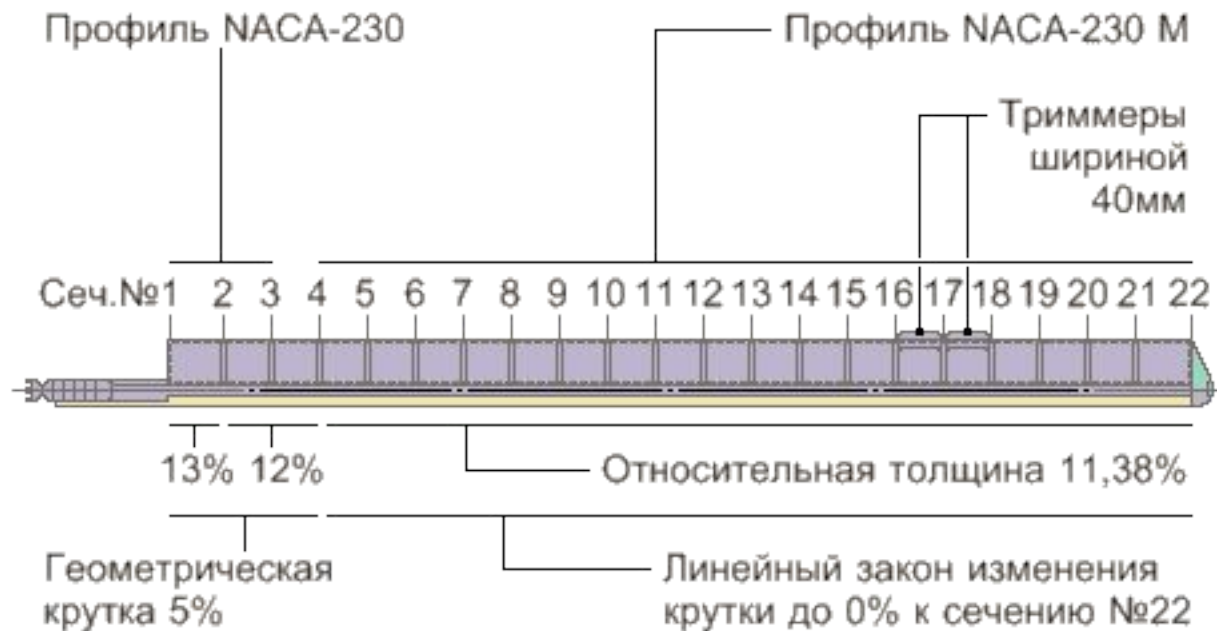 Профиль NACA-230
Профиль NACA-230 М
Триммеры
шириной
40мм
Сеч.№1 2 3 4 5 6 7 8 9 10 11 12 13 14 15 16 17 18 19 20 21 22
13% 12%
Относительная толщина 11,38%
Геометрическая
крутка 5%
Линейный закон изменения
крутки до 0% к сечению №22